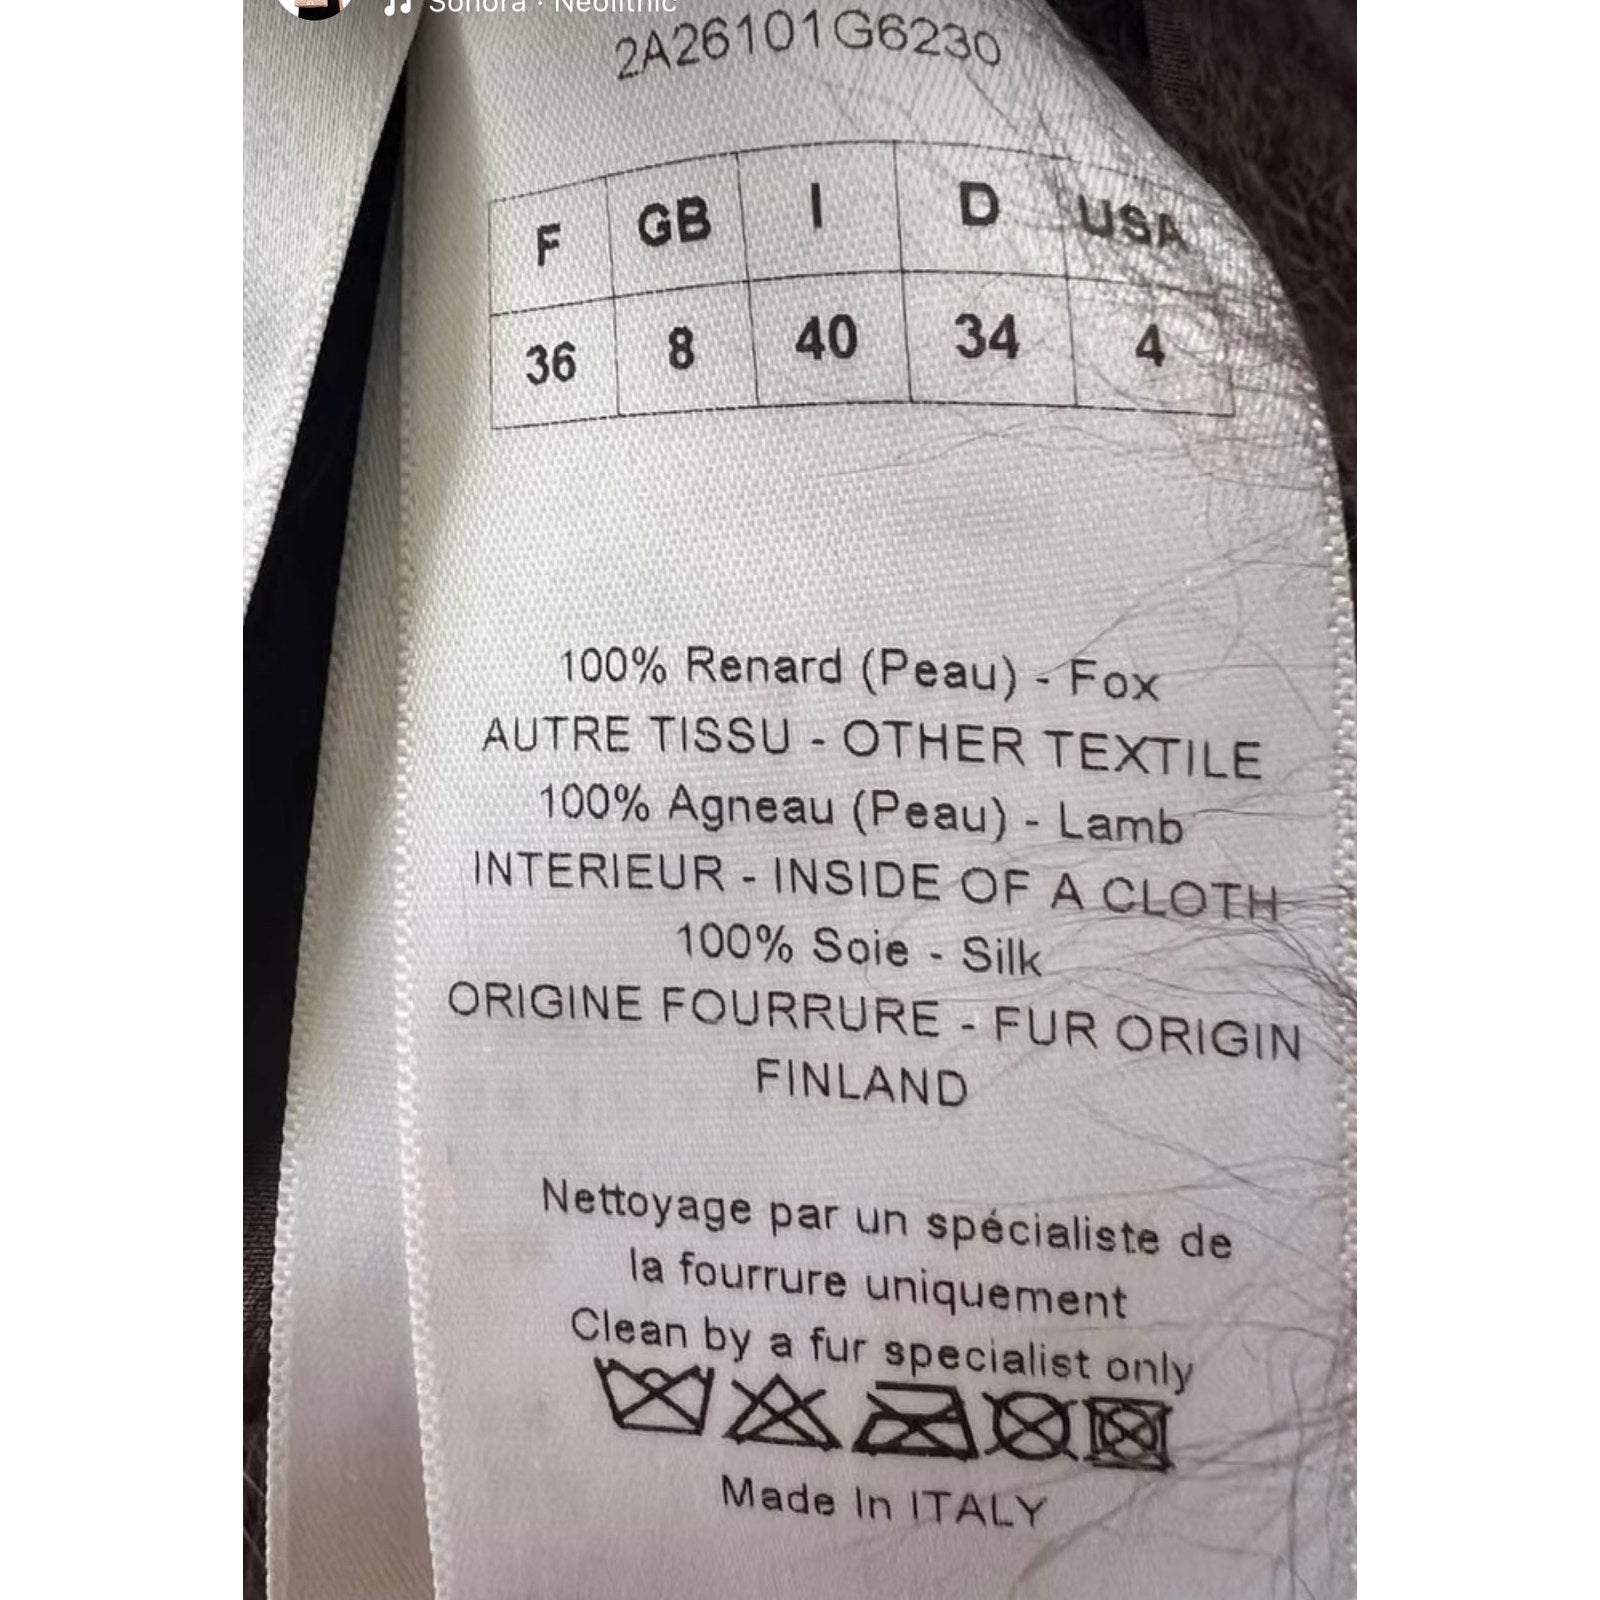 Sonora · Neolithic
2A26101G6230
F GB I D USA
36 8 40 34 4
100% Renard (Peau) - Fox
AUTRE TISSU - OTHER TEXTILE
100% Agneau (Peau) - Lamb
INTERIEUR - INSIDE OF A CLOTH
100% Soie - Silk
ORIGINE FOURRURE - FUR ORIGIN
FINLAND
Nettoyage par un spécialiste de
la fourrure uniquement
Clean by a fur specialist only
Made In ITALY